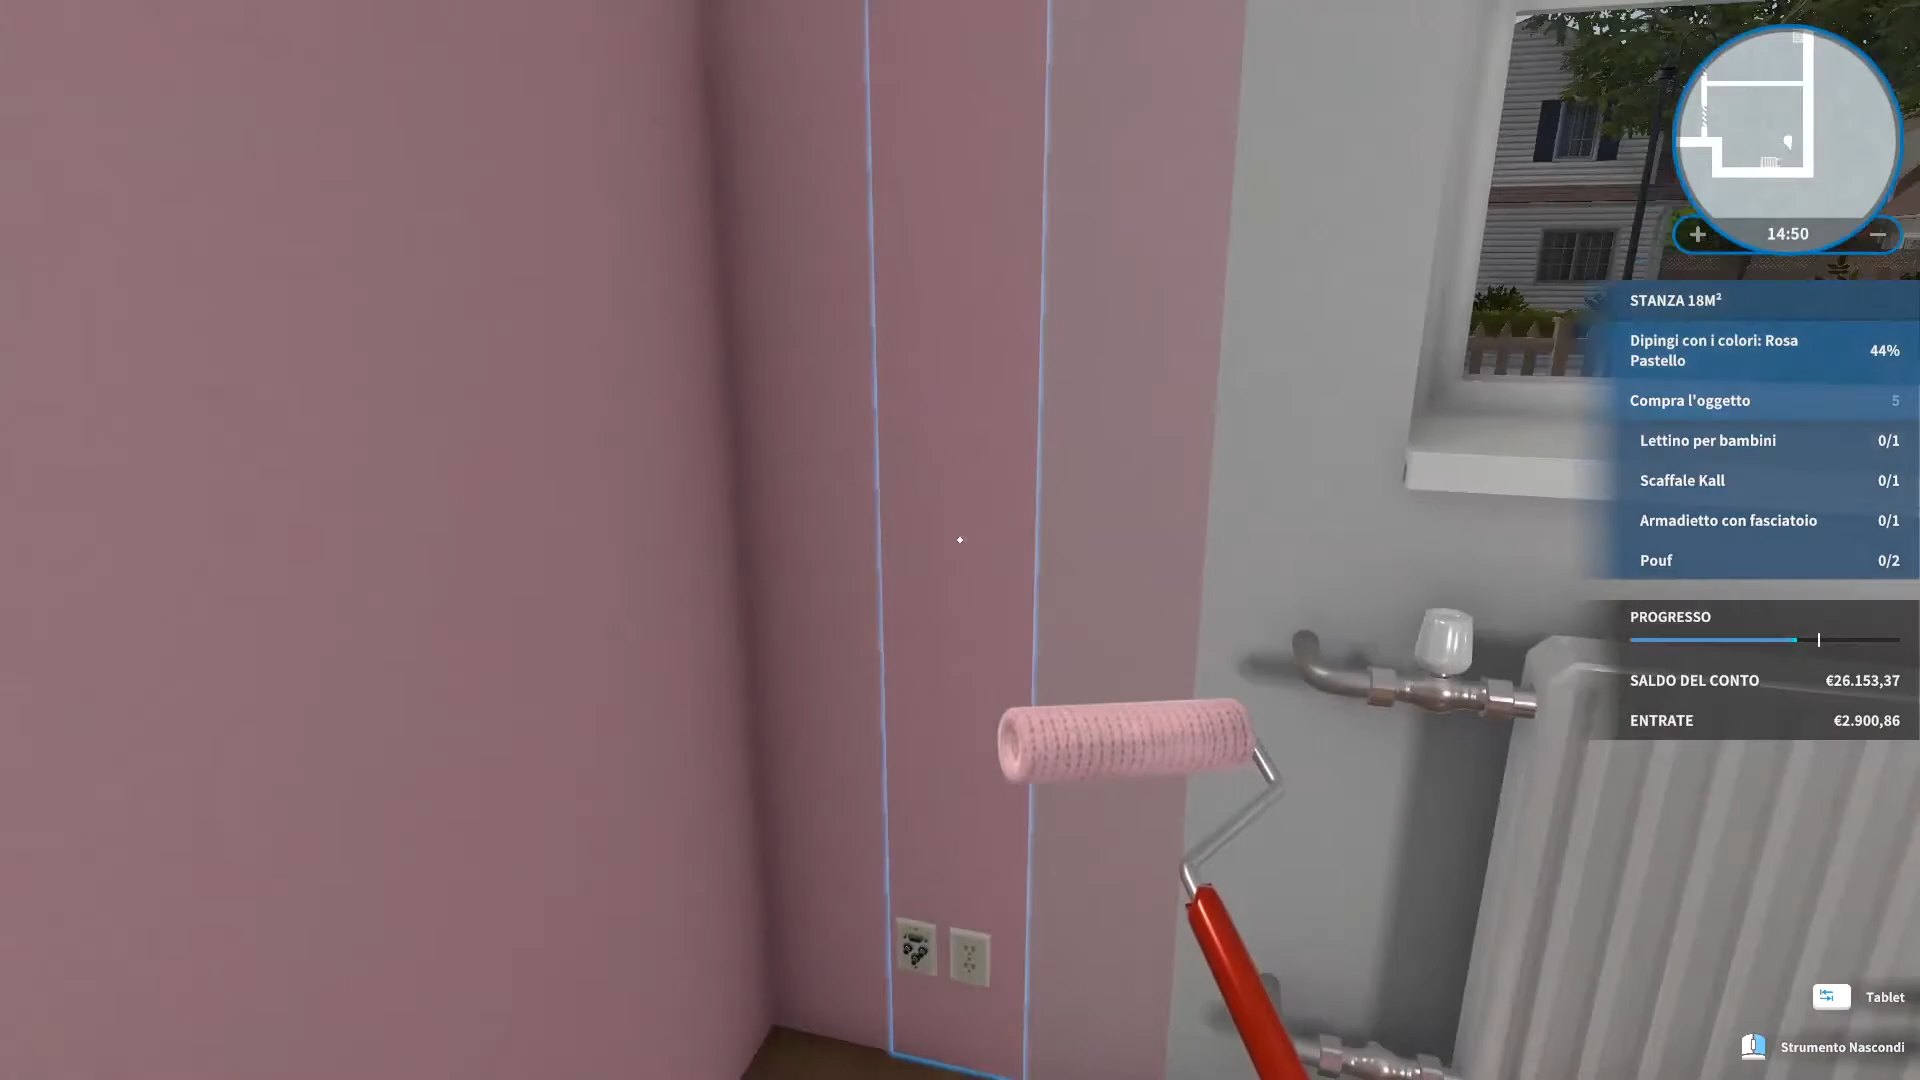 14:50
STANZA 18M²
Dipingi con i colori: Rosa
Pastello 44%
Compra l'oggetto 5
Lettino per bambini 0/1
Scaffale Kall 0/1
Armadietto con fasciatoio 0/1
Pouf 0/2
PROGRESSO
SALDO DEL CONTO €26.153,37
ENTRATE €2.900,86
Tablet
Strumento Nascondi